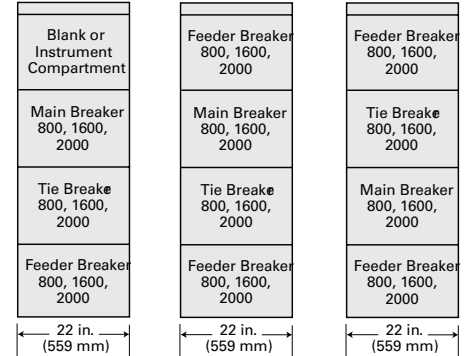 Blank or
Instrument
Compartment
Main Breaker
800, 1600,
2000
Tie Breaker
800, 1600,
2000
Feeder Breaker
800, 1600,
2000
22 in.
(559 mm)
Feeder Breaker
800, 1600,
2000
Main Breaker
800, 1600,
2000
Tie Breaker
800, 1600,
2000
Feeder Breaker
800, 1600,
2000
22 in.
(559 mm)
Feeder Breaker
800, 1600,
2000
Tie Breaker
800, 1600,
2000
Main Breaker
800, 1600,
2000
Feeder Breaker
800, 1600,
2000
22 in.
(559 mm)